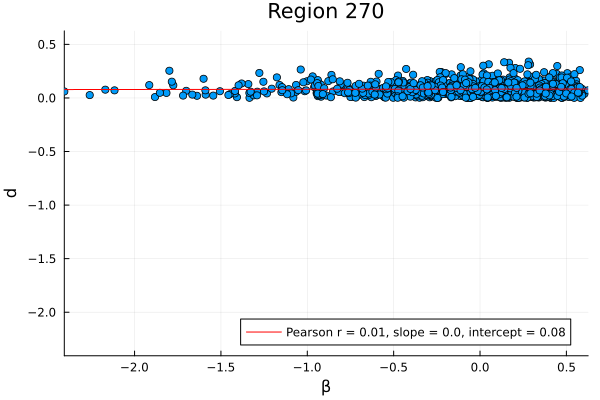 Region 270
0.5
0.0
−0.5
−1.0
−1.5
−2.0
d
Pearson r = 0.01, slope = 0.0, intercept = 0.08
−2.0 −1.5 −1.0 −0.5 0.0 0.5
β